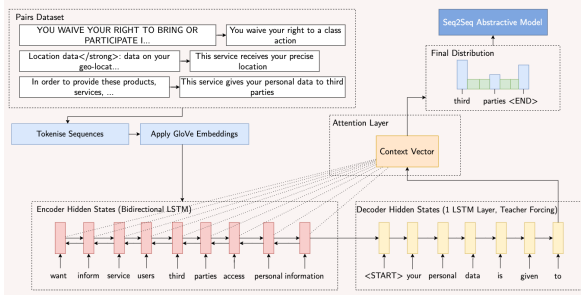 Pairs Dataset
YOU WAIVE YOUR RIGHT TO BRING OR
PARTICIPATE I...
You waive your right to a class
action
Location data</strong>: data on your
geo-locat...
This service receives your precise
location
In order to provide these products,
services, ...
This service gives your personal data to third
parties
Seq2Seq Abstractive Model
Final Distribution
third parties <END>
Tokenise Sequences
Apply GloVe Embeddings
Attention Layer
Context Vector
Encoder Hidden States (Bidirectional LSTM)
want inform service users third parties access personal information
Decoder Hidden States (1 LSTM Layer, Teacher Forcing)
<START> your personal data is given to